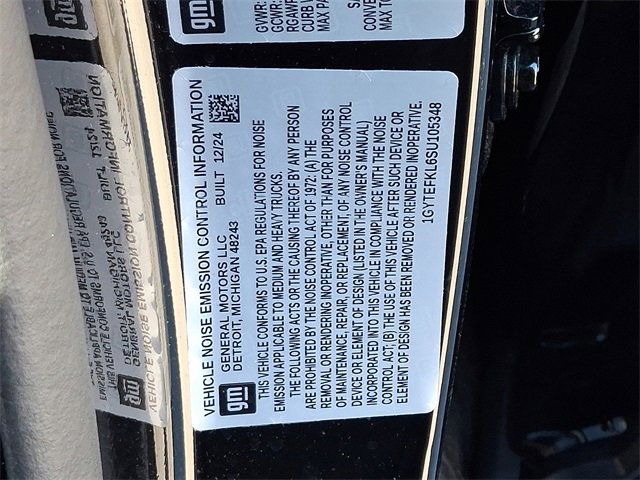 gm
GVWR:
GCWR:
RGAWR
CURB W
MAX PA
SA
CONVE
MAX TO
VEHICLE NOISE EMISSION CONTROL INFORMATION
gm
GENERAL MOTORS LLC
DETROIT, MICHIGAN 48243 BUILT 12/24
THIS VEHICLE CONFORMS TO U.S. EPA REGULATIONS FOR NOISE
EMISSION APPLICABLE TO MEDIUM AND HEAVY TRUCKS.
THE FOLLOWING ACTS OR THE CAUSING THEREOF BY ANY PERSON
ARE PROHIBITED BY THE NOISE CONTROL ACT OF 1972: (A) THE
REMOVAL OR RENDERING INOPERATIVE, OTHER THAN FOR PURPOSES
OF MAINTENANCE, REPAIR, OR REPLACEMENT, OF ANY NOISE CONTROL
DEVICE OR ELEMENT OF DESIGN (LISTED IN THE OWNER'S MANUAL)
INCORPORATED INTO THIS VEHICLE IN COMPLIANCE WITH THE NOISE
CONTROL ACT, (B) THE USE OF THIS VEHICLE AFTER SUCH DEVICE OR
ELEMENT OF DESIGN HAS BEEN REMOVED OR RENDERED INOPERATIVE.
1GYTEFKL6SU105348